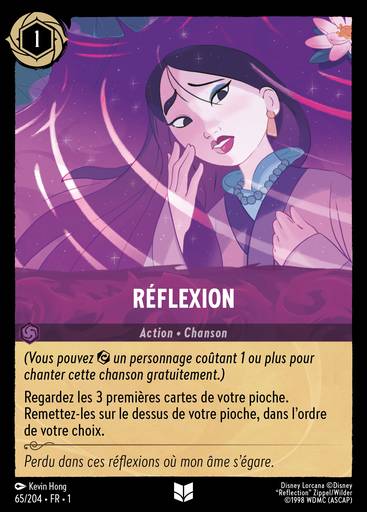 1
RÉFLEXION
Action • Chanson
(Vous pouvez un personnage coûtant 1 ou plus pour
chanter cette chanson gratuitement.)
Regardez les 3 premières cartes de votre pioche.
Remettez-les sur le dessus de votre pioche, dans l'ordre
de votre choix.
Perdu dans ces réflexions où mon âme s'égare.
Kevin Hong
65/204 • FR • 1
Disney Lorcana ©Disney
"Reflection" Zippel/Wilder
©1998 WDMC (ASCAP)